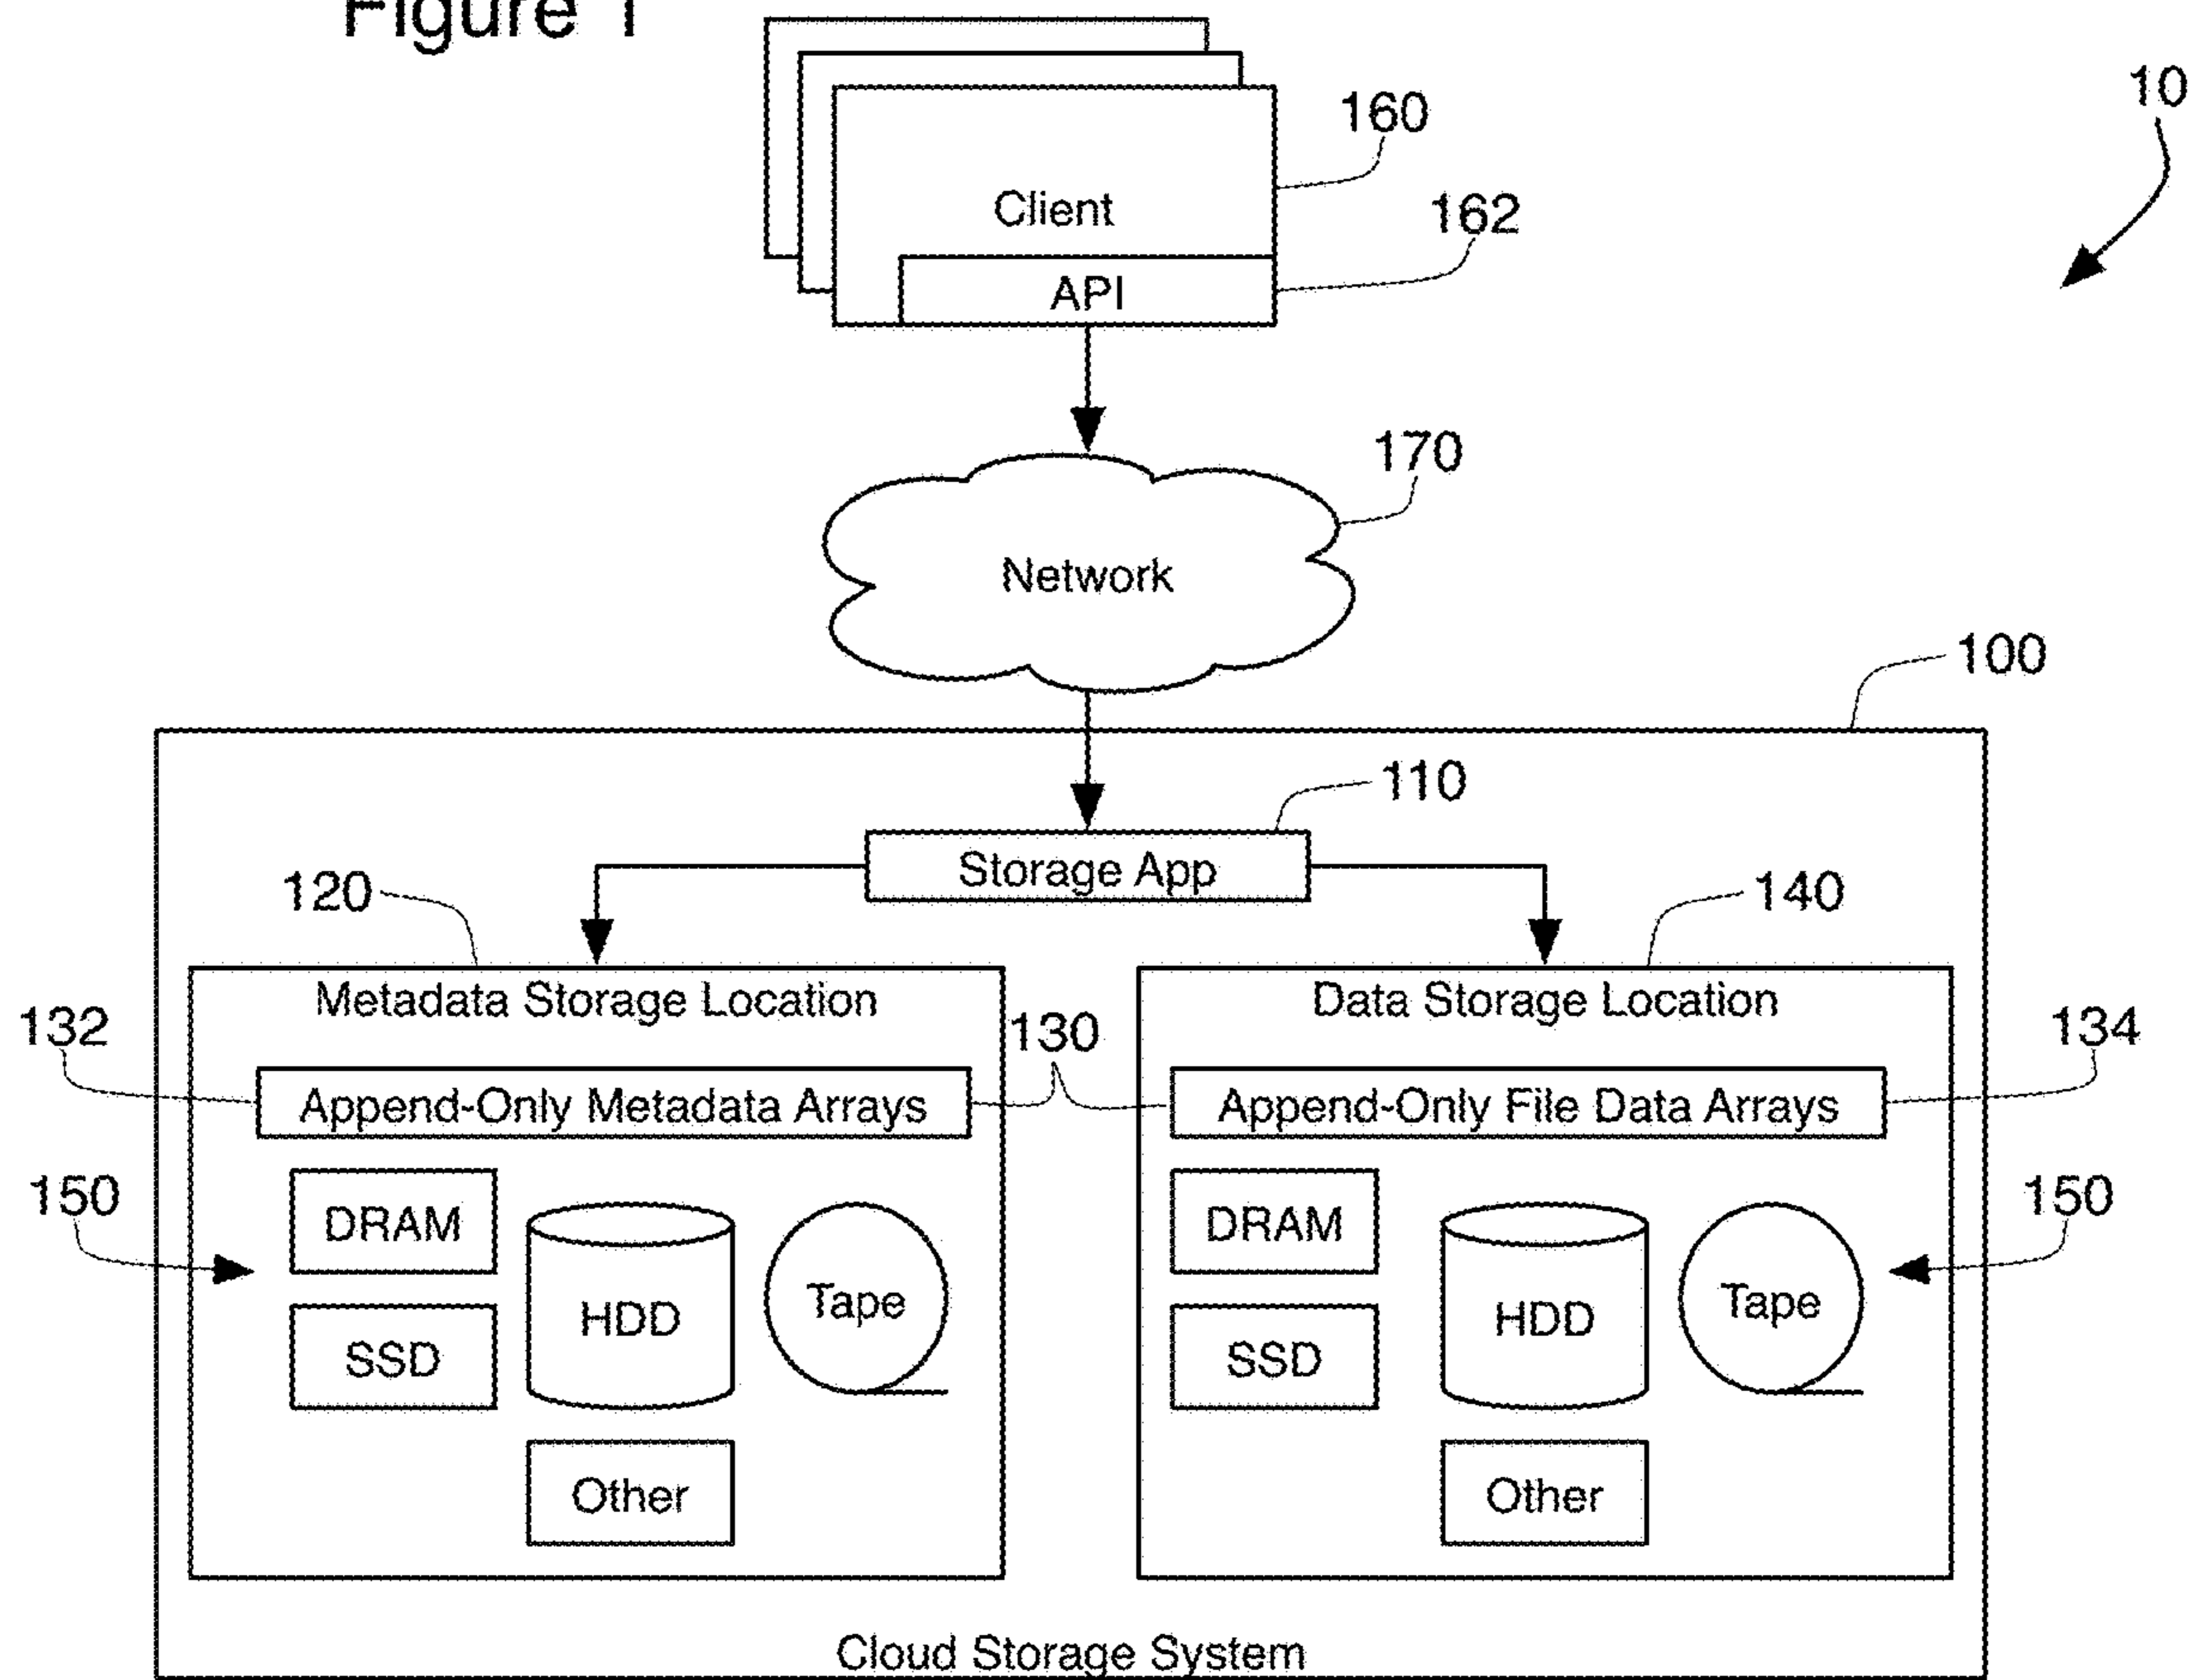 Figure 1
10
160
Client
162
API
170
Network
100
110
Storage App
120
140
Metadata Storage Location
Data Storage Location
132
130
134
Append-Only Metadata Arrays
Append-Only File Data Arrays
150
150
DRAM
HDD
Tape
SSD
Other
DRAM
HDD
Tape
SSD
Other
Cloud Storage System